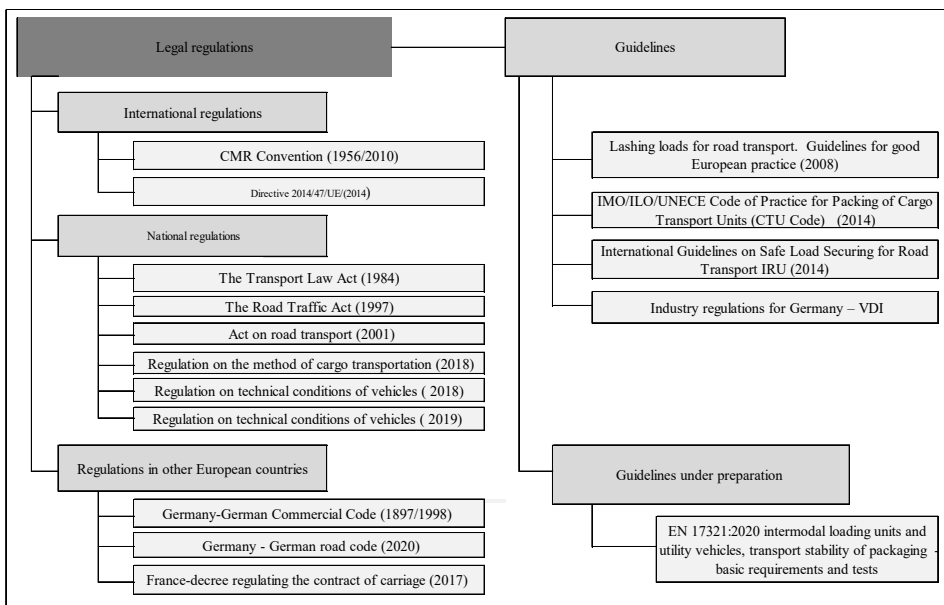 Legal regulations
International regulations
CMR Convention (1956/2010)
Directive 2014/47/UE/(2014)
National regulations
The Transport Law Act (1984)
The Road Traffic Act (1997)
Act on road transport (2001)
Regulation on the method of cargo transportation (2018)
Regulation on technical conditions of vehicles ( 2018)
Regulation on technical conditions of vehicles ( 2019)
Regulations in other European countries
Germany-German Commercial Code (1897/1998)
Germany - German road code (2020)
France-decree regulating the contract of carriage (2017)
Guidelines
Lashing loads for road transport. Guidelines for good
European practice (2008)
IMO/ILO/UNECE Code of Practice for Packing of Cargo
Transport Units (CTU Code) (2014)
International Guidelines on Safe Load Securing for Road
Transport IRU (2014)
Industry regulations for Germany – VDI
Guidelines under preparation
EN 17321:2020 intermodal loading units and
utility vehicles, transport stability of packaging -
basic requirements and tests